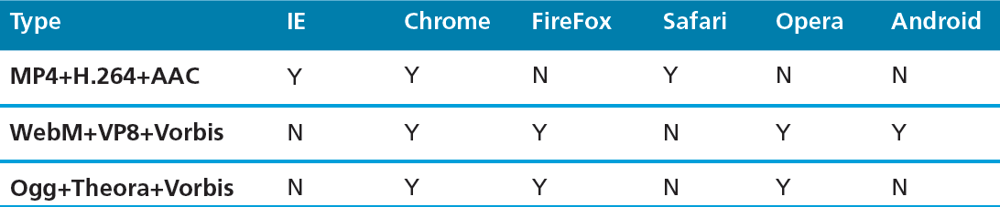 Type IE Chrome FireFox Safari Opera Android
MP4+H.264+AAC Y Y N Y N N
WebM+VP8+Vorbis N Y Y N Y Y
Ogg+Theora+Vorbis N Y Y N Y N